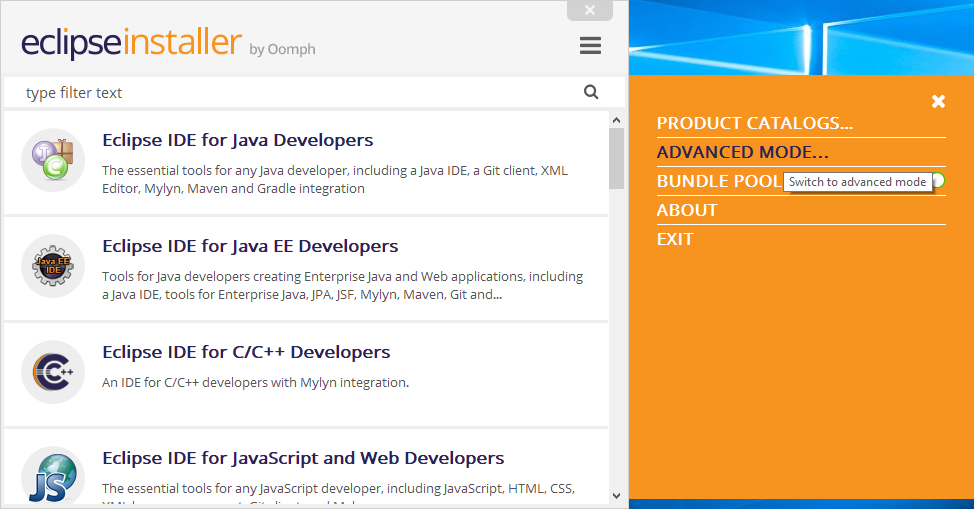 eclipseinstaller by Oomph
type filter text
Eclipse IDE for Java Developers
The essential tools for any Java developer, including a Java IDE, a Git client, XML
Editor, Mylyn, Maven and Gradle integration
Java EE
IDE
Eclipse IDE for Java EE Developers
Tools for Java developers creating Enterprise Java and Web applications, including
a Java IDE, tools for Enterprise Java, JPA, JSF, Mylyn, Maven, Git and...
C++
Eclipse IDE for C/C++ Developers
An IDE for C/C++ developers with Mylyn integration.
JS
Eclipse IDE for JavaScript and Web Developers
The essential tools for any JavaScript developer, including JavaScript, HTML, CSS,
PRODUCT CATALOGS...
ADVANCED MODE...
BUNDLE POOL
Switch to advanced mode
ABOUT
EXIT